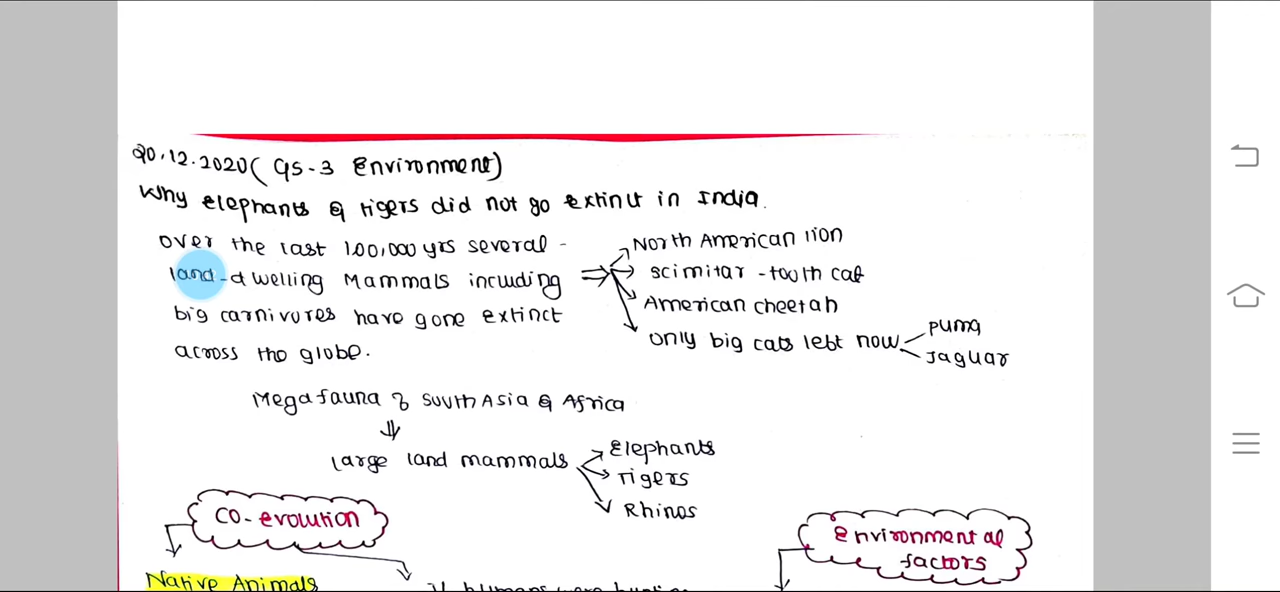 20.12.2020 (GS-3 Environment)
Why elephants & tigers did not go extinct in India.
over the last 100,000 yrs several -
land-dwelling Mammals including
big carnivores have gone extinct
across the globe.
North American lion
scimitar-tooth cat
American cheetah
only big cats left now
Puma
Jaguar
Megafauna of South Asia & Africa
Large land mammals
Elephants
Tigers
Rhinos
co-evolution
Environmental
factors
Native Animals
humans were